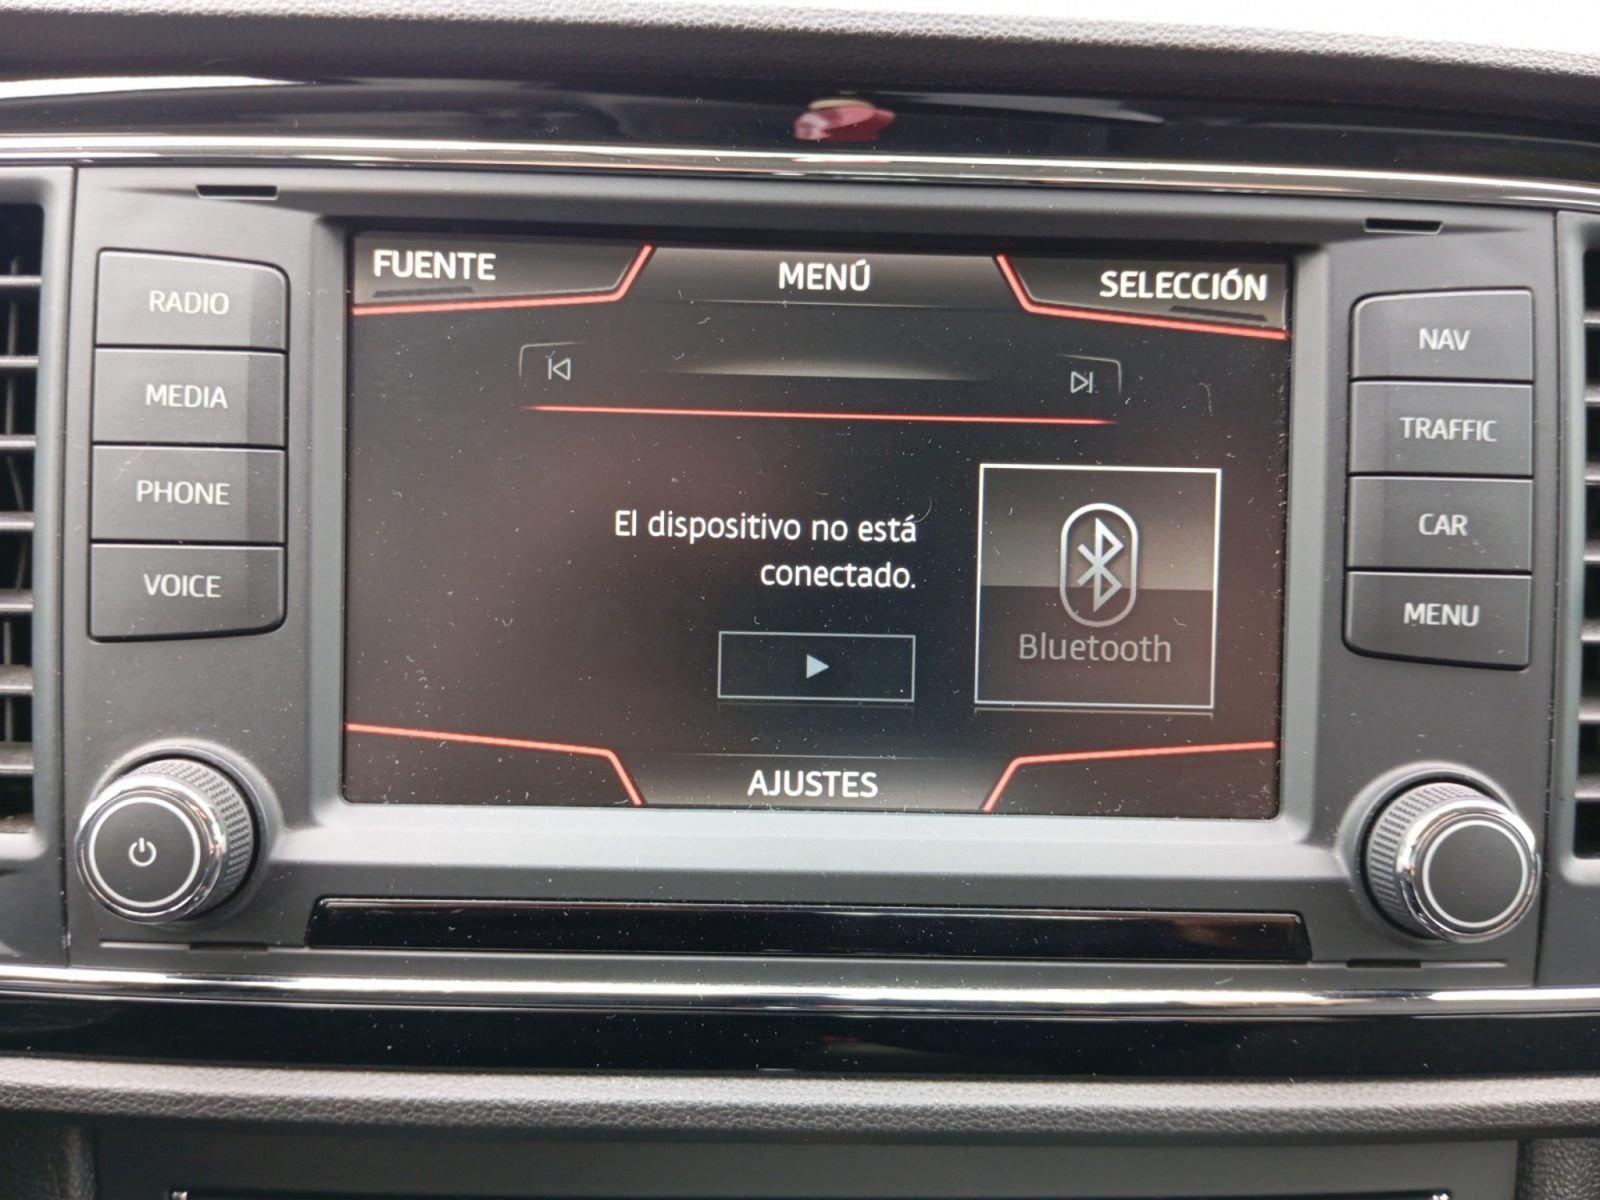 FUENTE
MENÚ
SELECCIÓN
RADIO
MEDIA
PHONE
VOICE
El dispositivo no está
conectado.
Bluetooth
AJUSTES
NAV
TRAFFIC
CAR
MENU